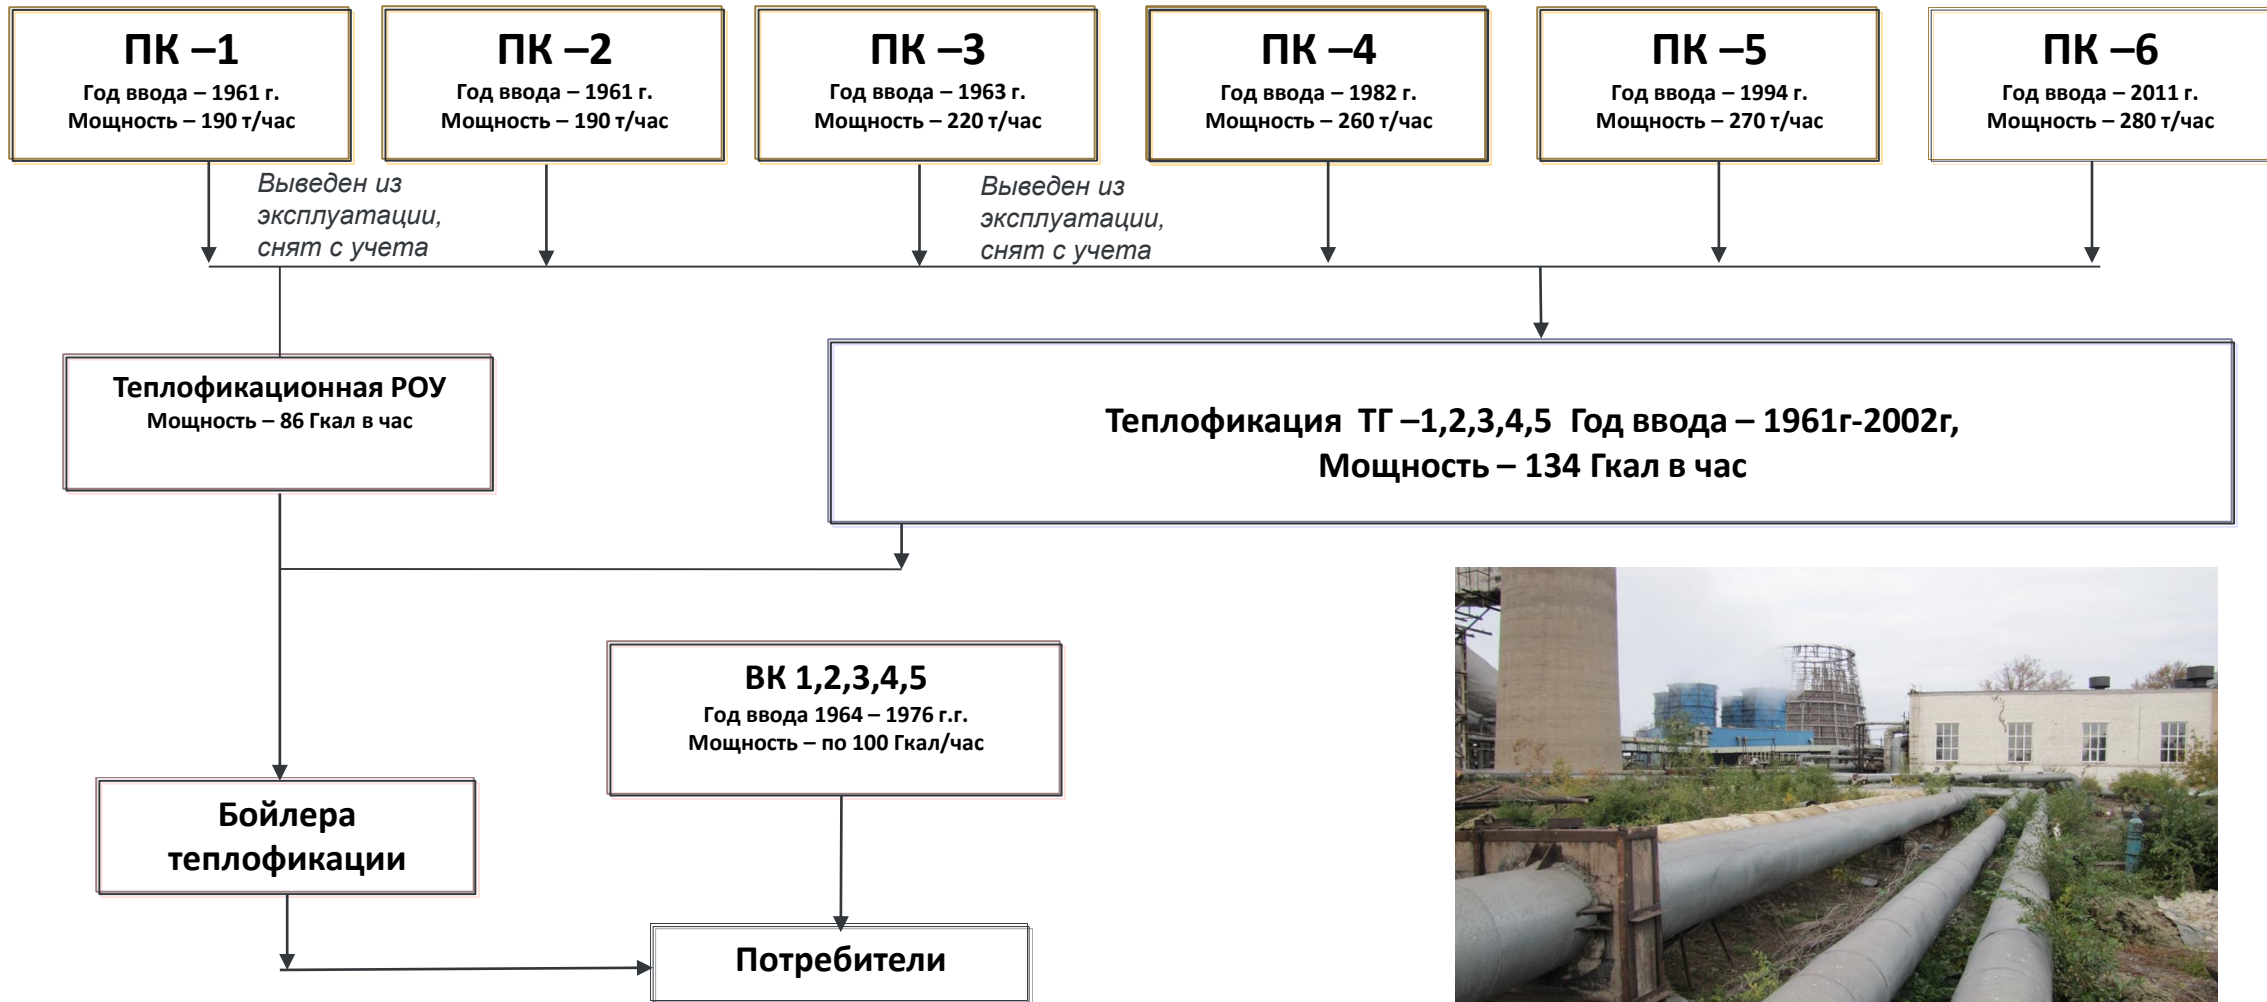 ПК –1
Год ввода – 1961 г.
Мощность – 190 т/час
ПК –2
Год ввода – 1961 г.
Мощность – 190 т/час
ПК –3
Год ввода – 1963 г.
Мощность – 220 т/час
ПК –4
Год ввода – 1982 г.
Мощность – 260 т/час
ПК –5
Год ввода – 1994 г.
Мощность – 270 т/час
ПК –6
Год ввода – 2011 г.
Мощность – 280 т/час
Выведен из
эксплуатации,
снят с учета
Выведен из
эксплуатации,
снят с учета
Теплофикационная РОУ
Мощность – 86 Гкал в час
Теплофикация ТГ –1,2,3,4,5 Год ввода – 1961г-2002г,
Мощность – 134 Гкал в час
ВК 1,2,3,4,5
Год ввода 1964 – 1976 г.г.
Мощность – по 100 Гкал/час
Бойлера
теплофикации
Потребители